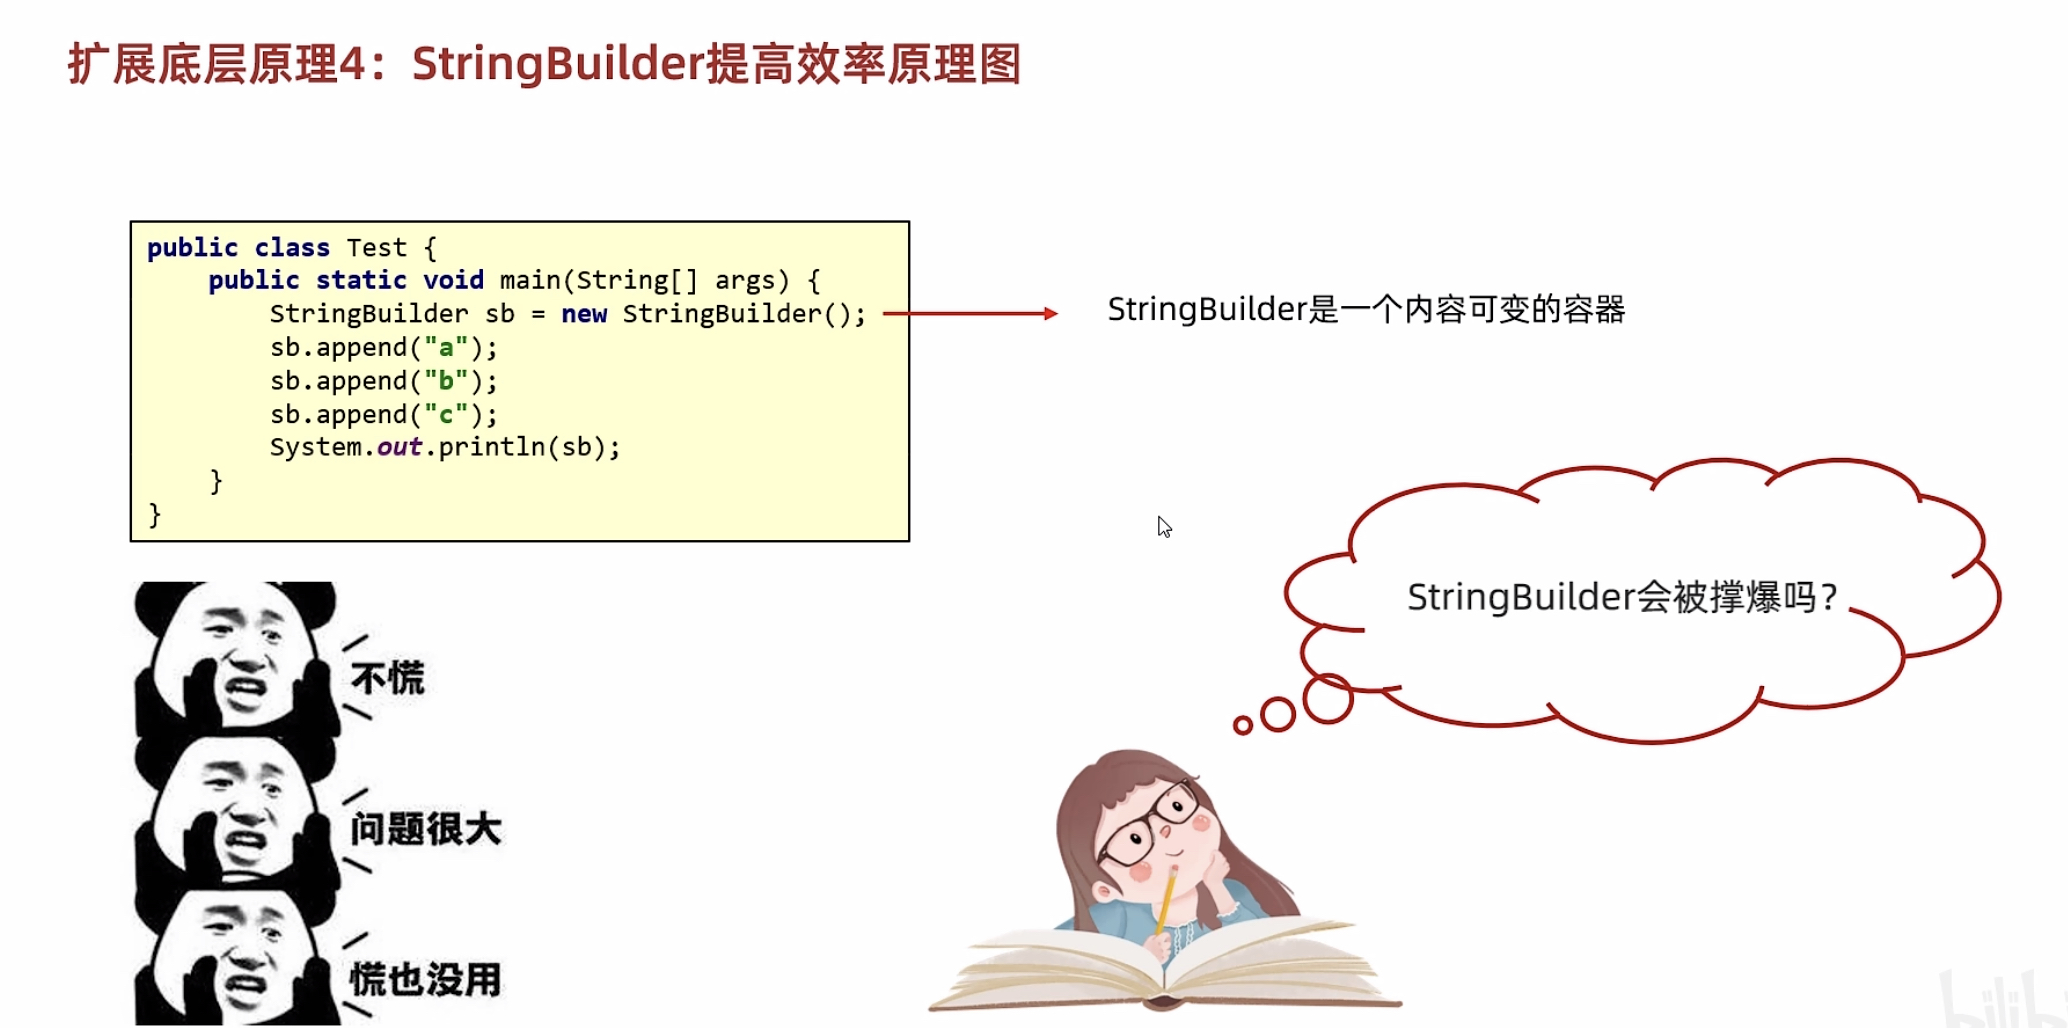 扩展底层原理4：StringBuilder提高效率原理图
public class Test {
    public static void main(String[] args) {
        StringBuilder sb = new StringBuilder();
        sb.append("a");
        sb.append("b");
        sb.append("c");
        System.out.println(sb);
    }
}
StringBuilder是一个内容可变的容器
StringBuilder会被撑爆吗？
不慌
问题很大
慌也没用